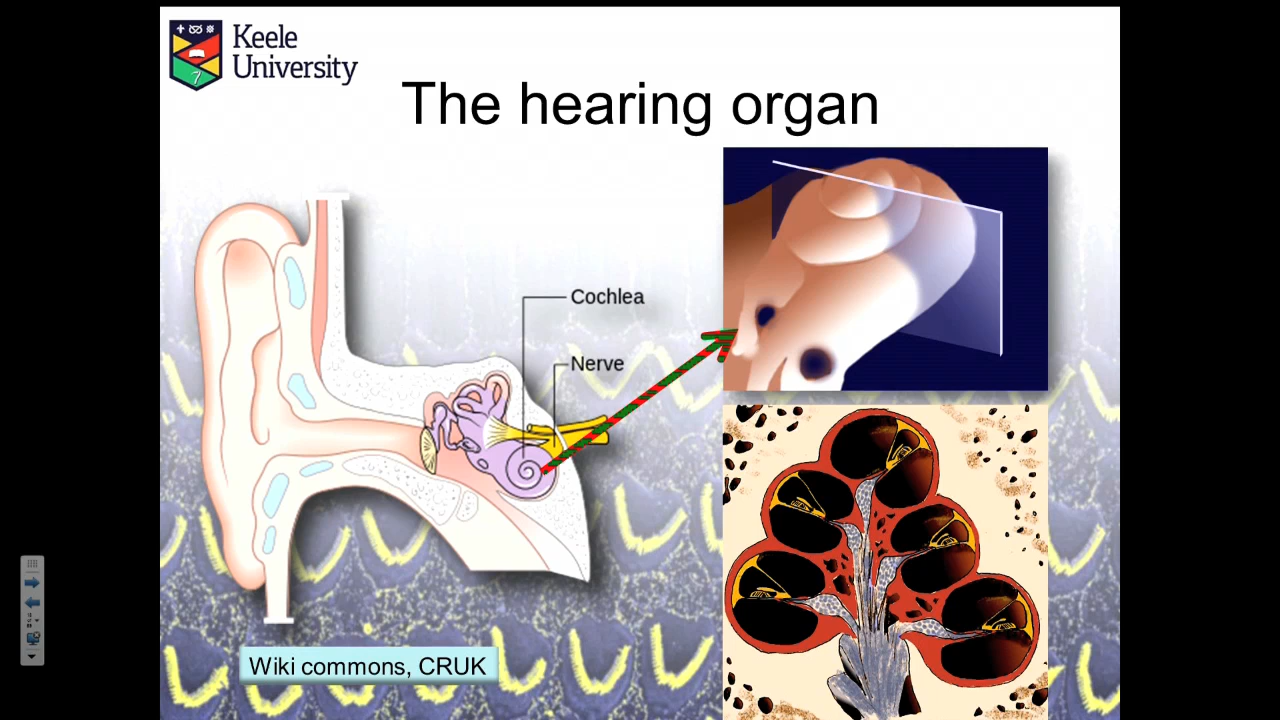 Keele
University
The hearing organ
Cochlea
Nerve
Wiki commons, CRUK